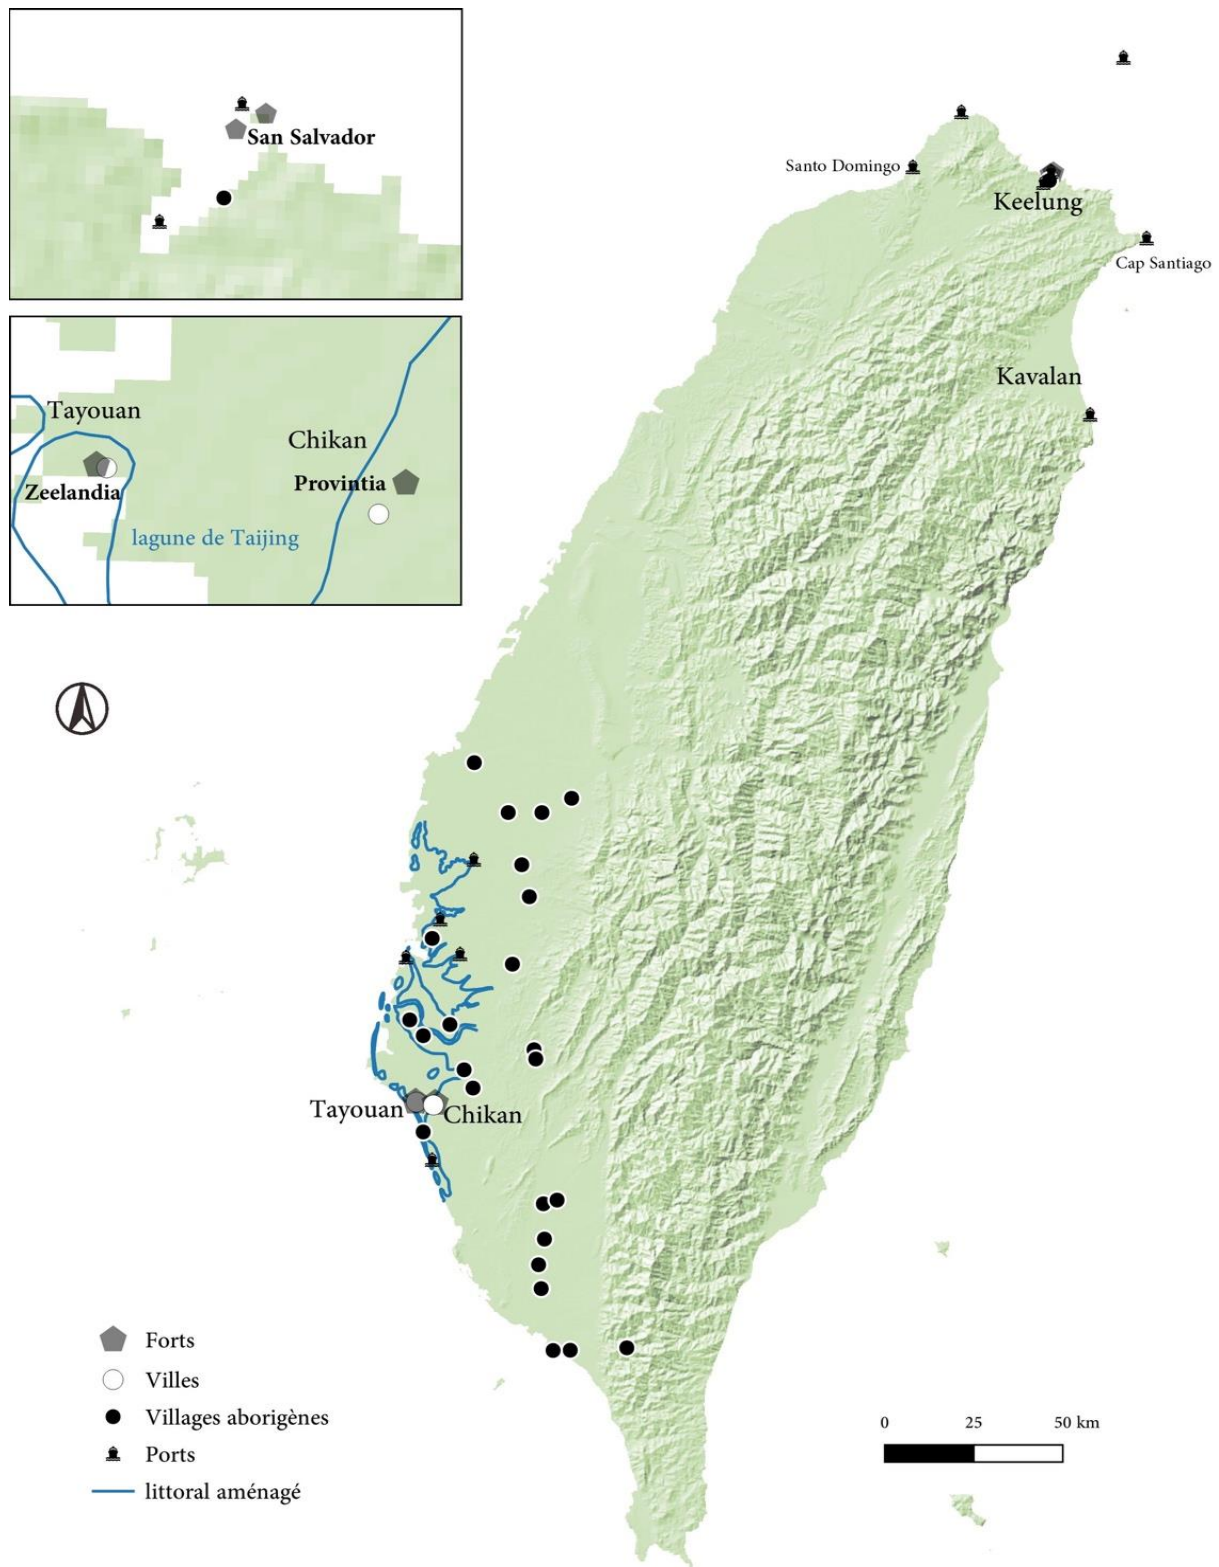 San Salvador
Tayouan
Chikan
Zeelandia
Provintia
lagune de Taijing
Santo Domingo
Keelung
Cap Santiago
Kavalan
Tayouan
Chikan
Forts
Villes
Villages aborigènes
Ports
littoral aménagé
0 25 50 km